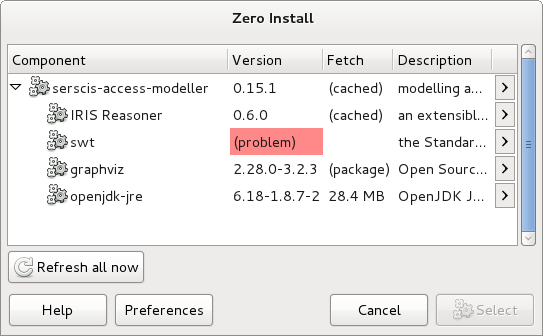 Zero Install
Component Version Fetch Description
serscis-access-modeller 0.15.1 (cached) modelling a...
IRIS Reasoner 0.6.0 (cached) an extensibl...
swt (problem) the Standar...
graphviz 2.28.0-3.2.3 (package) Open Sourc...
openjdk-jre 6.18-1.8.7-2 28.4 MB OpenJDK J...
Refresh all now
Help Preferences Cancel Select